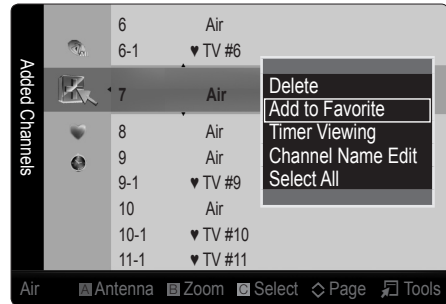 Added Channels
All
6 Air
6-1 ♥ TV #6
7 Air
8 Air
9 Air
9-1 ♥ TV #9
10 Air
10-1 ♥ TV #10
11-1 ♥ TV #11
Delete
Add to Favorite
Timer Viewing
Channel Name Edit
Select All
Air A Antenna B Zoom C Select Page Tools